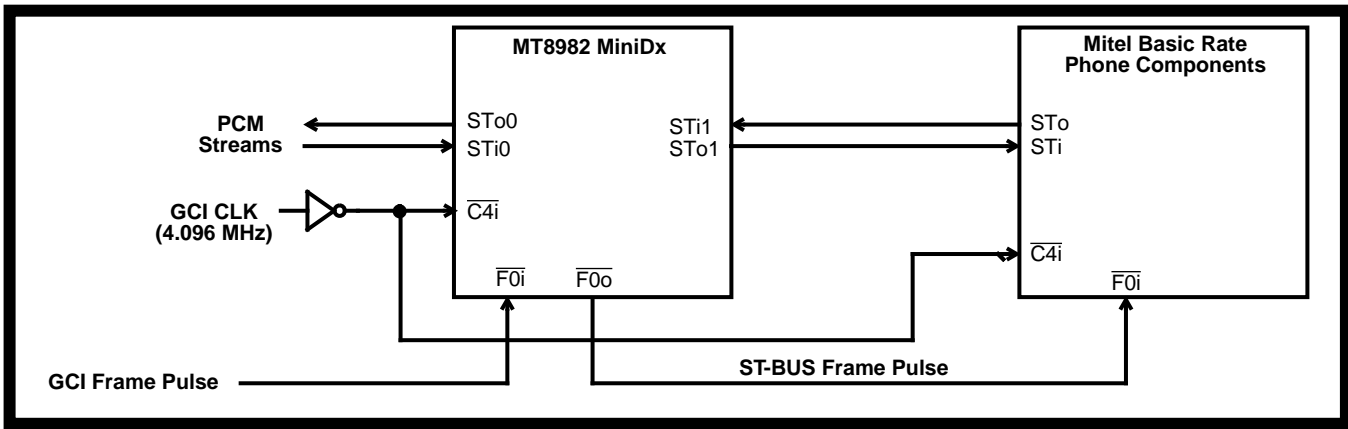 MT8982 MiniDx
Mitel Basic Rate
Phone Components
PCM
Streams
STo0
STi0
STi1
STo1
STo
STi
GCI CLK
(4.096 MHz)
C4i
C4i
F0i
F0o
F0i
GCI Frame Pulse
ST-BUS Frame Pulse